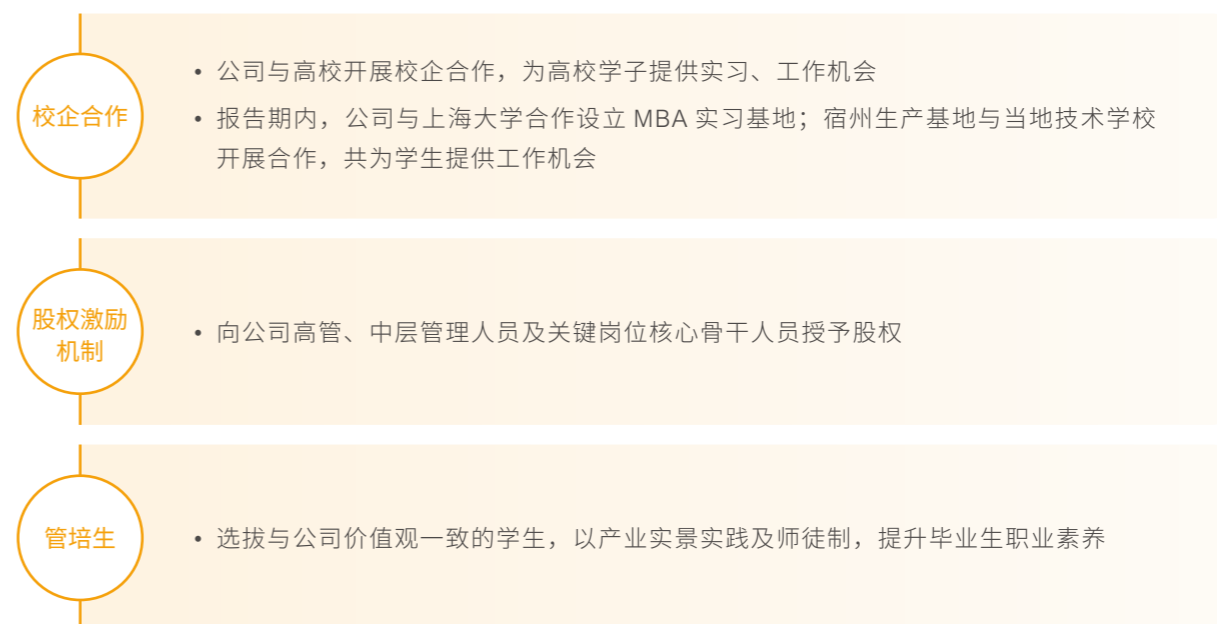 校企合作
• 公司与高校开展校企合作，为高校学子提供实习、工作机会
• 报告期内，公司与上海大学合作设立 MBA 实习基地；宿州生产基地与当地技术学校
开展合作，共为学生提供工作机会
股权激励
机制
• 向公司高管、中层管理人员及关键岗位核心骨干人员授予股权
管培生
• 选拔与公司价值观一致的学生，以产业实景实践及师徒制，提升毕业生职业素养